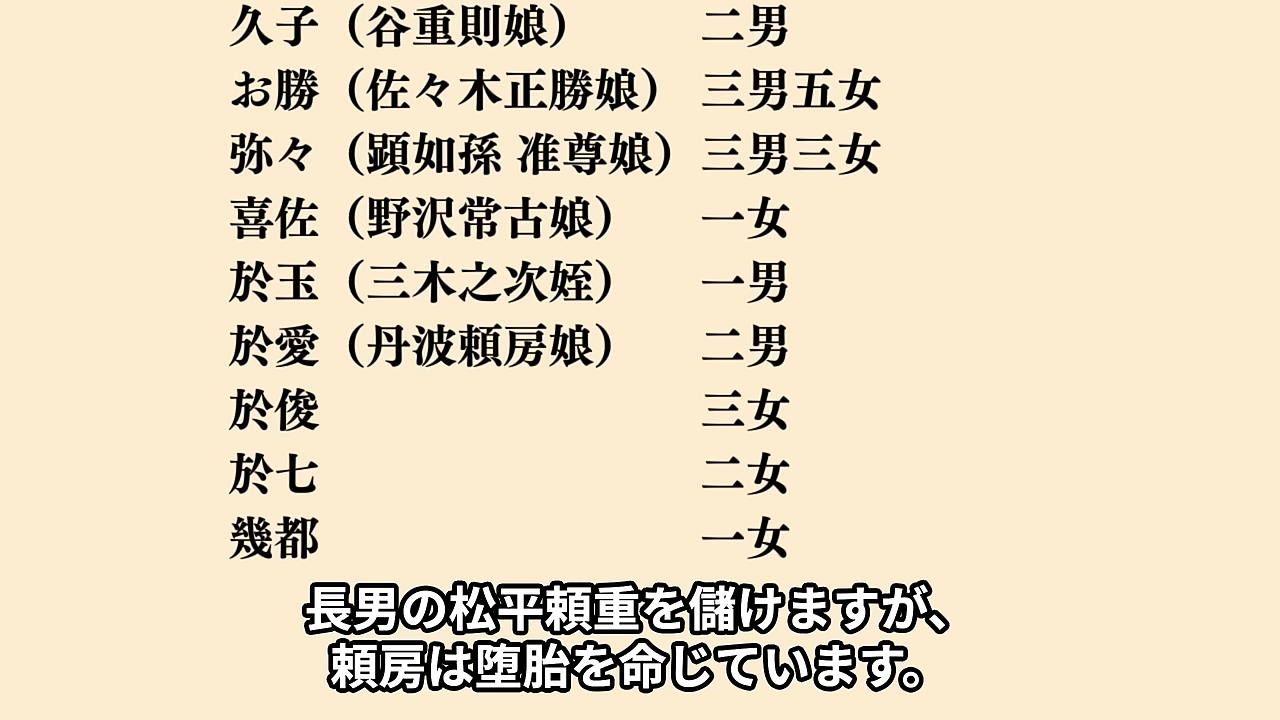 久子（谷重則娘） 二男
お勝（佐々木正勝娘） 三男五女
弥々（顕如孫 准尊娘） 三男三女
喜佐（野沢常古娘） 一女
於玉（三木之次姪） 一男
於愛（丹波頼房娘） 二男
於俊 三女
於七 二女
幾都 一女
長男の松平頼重を儲けますが、
頼房は堕胎を命じています。